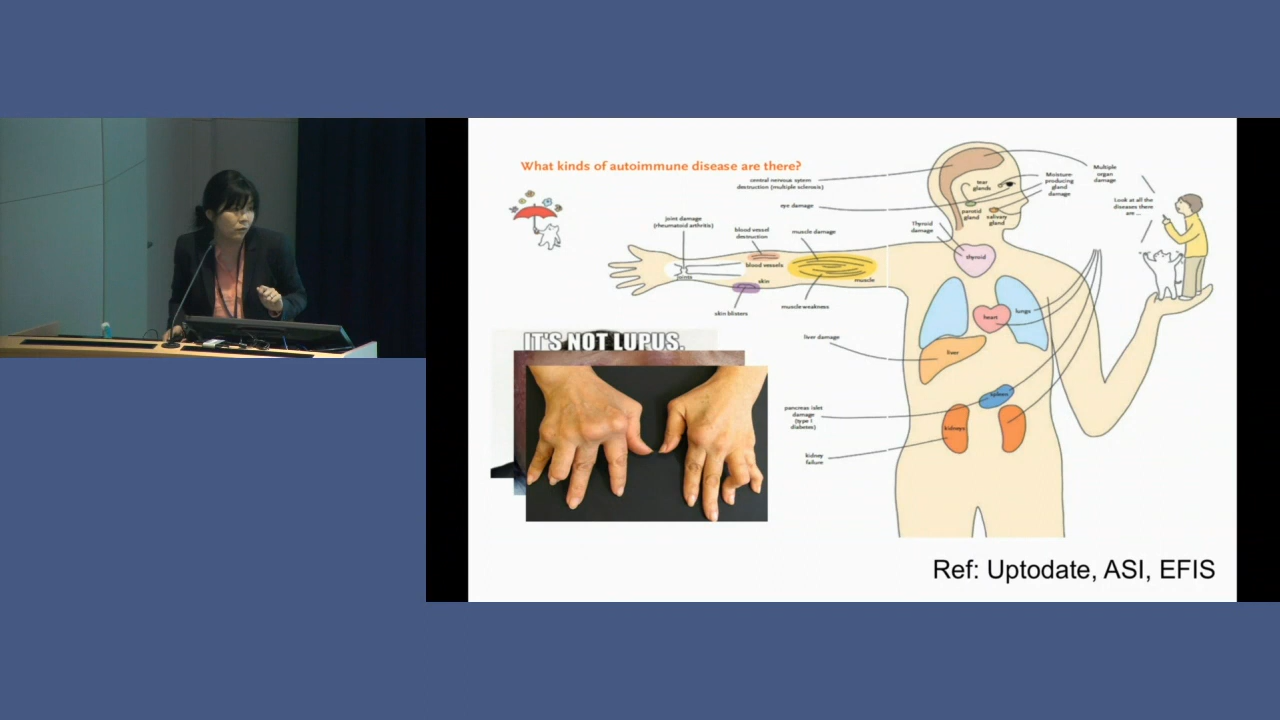 What kinds of autoimmune disease are there?
central nervous sytem
destruction (multiple sclerosis)
eye damage
joint damage
(rheumatoid arthritis)
blood vessel
destruction
muscle damage
blood vessels
joints
skin
muscle
skin blisters
muscle weakness
tear
glands
parotid
gland
salivary
gland
Moisture-
producing
gland
damage
Multiple
organ
damage
Look at all the
diseases there
are ...
Thyroid
damage
thyroid
heart
lungs
liver damage
liver
spleen
pancreas islet
damage
(type 1
diabetes)
kidneys
kidney
failure
IT'S NOT LUPUS.
Ref: Uptodate, ASI, EFIS